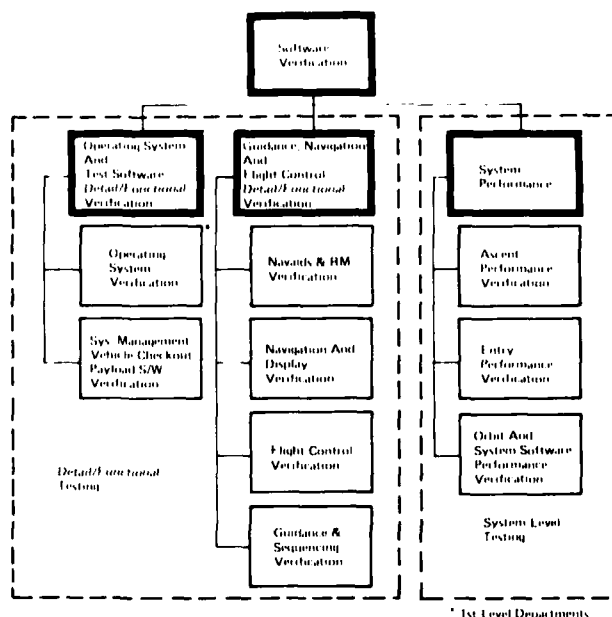 Software
Verification
Operating System
And
Test Software
Detail/Functional
Verification
Guidance, Navigation
And
Flight Control
Detail/Functional
Verification
System
Performance
*
Operating
System
Verification
Navaids & RM
Verification
Ascent
Performance
Verification
Sys. Management
Vehicle Checkout
Payload S/W
Verification
Navigation And
Display
Verification
Entry
Performance
Verification
Flight Control
Verification
Orbit And
System Software
Performance
Verification
Detail/Functional
Testing
Guidance &
Sequencing
Verification
System Level
Testing
* 1st Level Departments